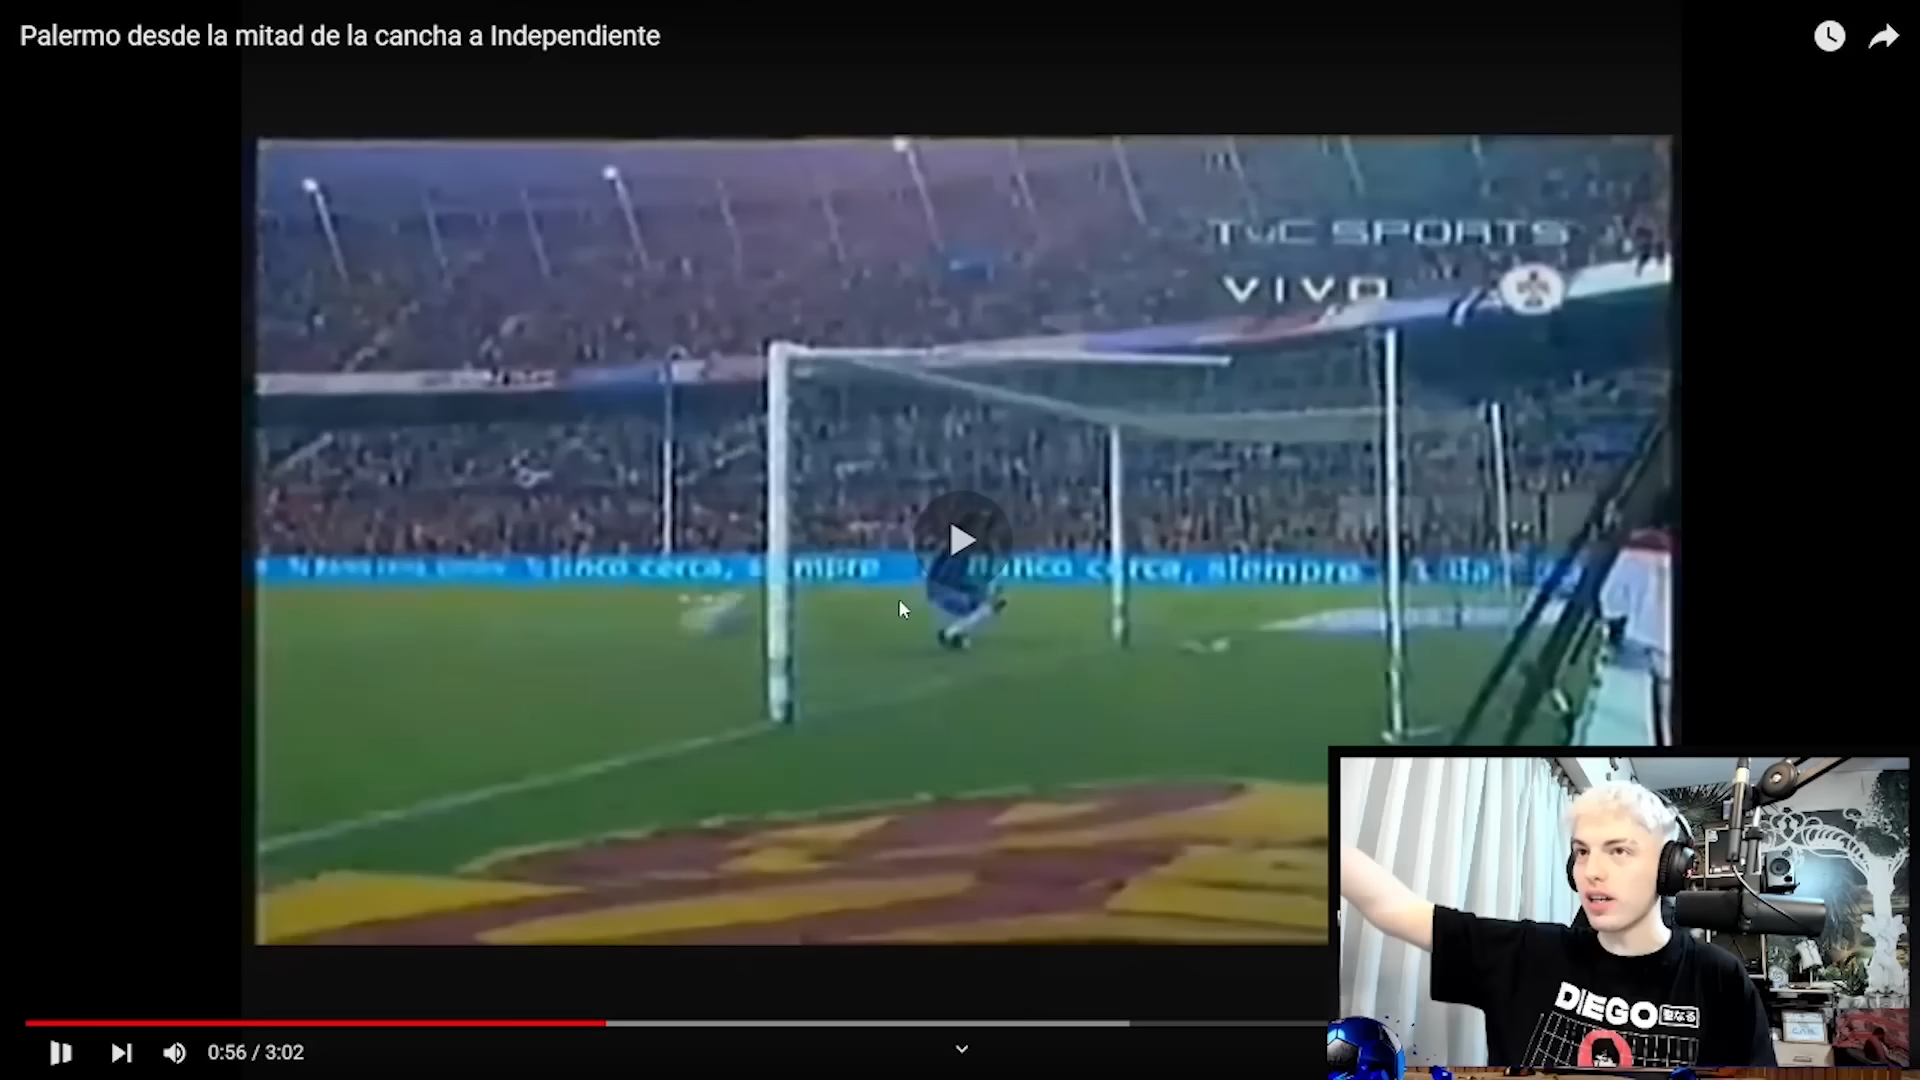 Palermo desde la mitad de la cancha a Independiente
TyC SPORTS
VIVO
cerca, siempre
cerca, siempre
DIEGO
0:56 / 3:02